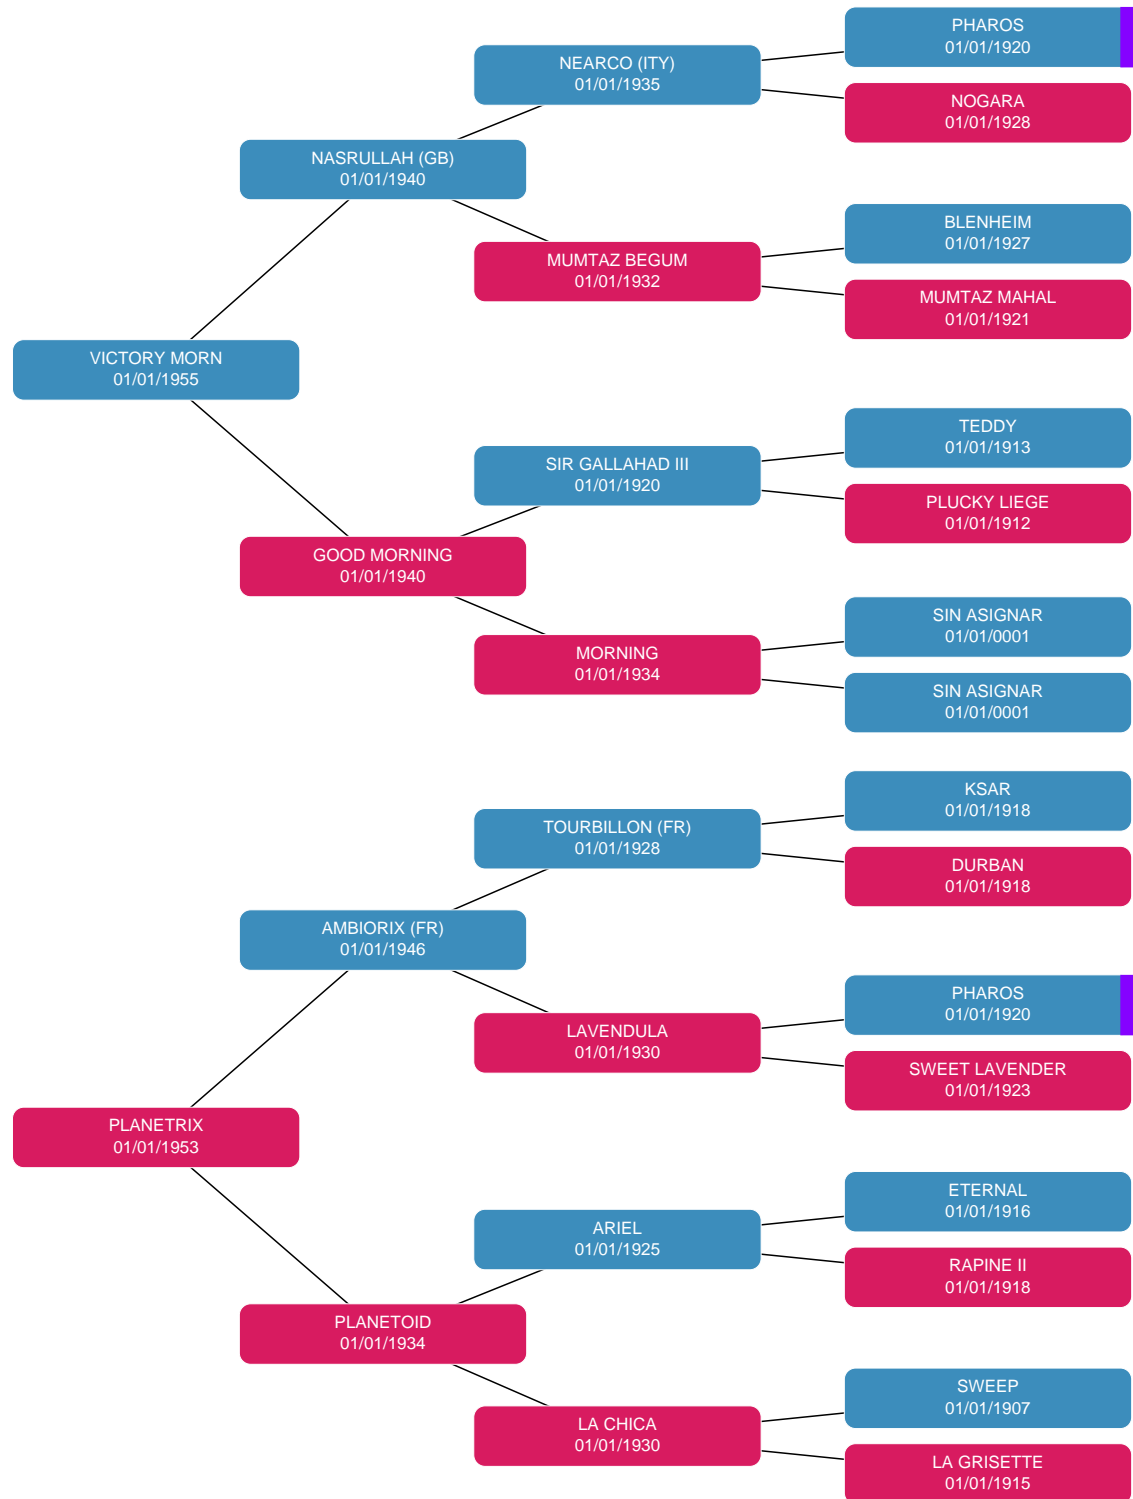 PHAROS
01/01/1920
NEARCO (ITY)
01/01/1935
NOGARA
01/01/1928
NASRULLAH (GB)
01/01/1940
BLENHEIM
01/01/1927
MUMTAZ BEGUM
01/01/1932
MUMTAZ MAHAL
01/01/1921
VICTORY MORN
01/01/1955
TEDDY
01/01/1913
SIR GALLAHAD III
01/01/1920
PLUCKY LIEGE
01/01/1912
GOOD MORNING
01/01/1940
SIN ASIGNAR
01/01/0001
MORNING
01/01/1934
SIN ASIGNAR
01/01/0001
KSAR
01/01/1918
TOURBILLON (FR)
01/01/1928
DURBAN
01/01/1918
AMBIORIX (FR)
01/01/1946
PHAROS
01/01/1920
LAVENDULA
01/01/1930
SWEET LAVENDER
01/01/1923
PLANETRIX
01/01/1953
ETERNAL
01/01/1916
ARIEL
01/01/1925
RAPINE II
01/01/1918
PLANETOID
01/01/1934
SWEEP
01/01/1907
LA CHICA
01/01/1930
LA GRISETTE
01/01/1915